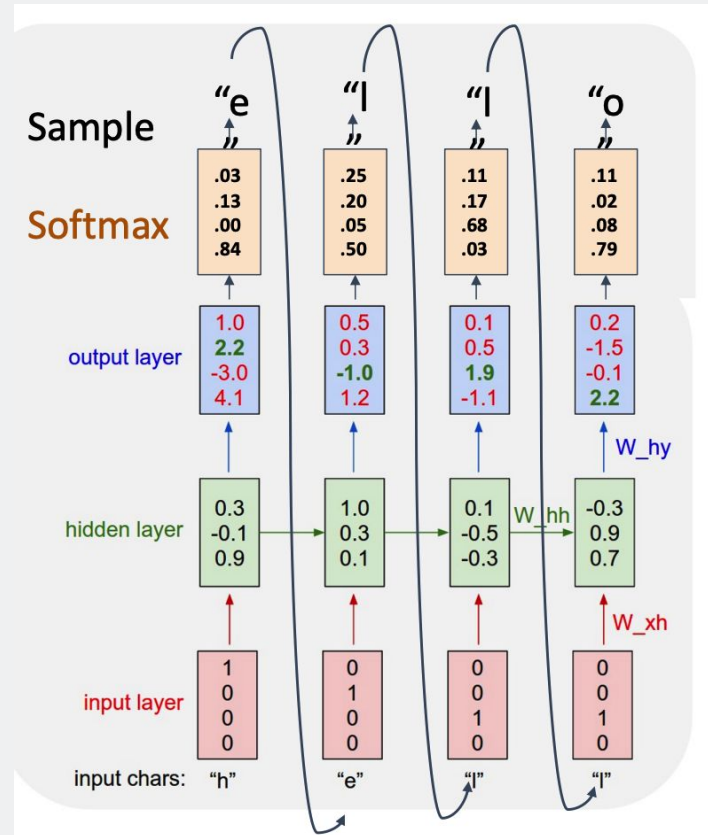 “e ” “l ” “l ” “o ”
Sample
Softmax
.03 .25 .11 .11
.13 .20 .17 .02
.00 .05 .68 .08
.84 .50 .03 .79
output layer
1.0 0.5 0.1 0.2
2.2 0.3 0.5 -1.5
-3.0 -1.0 1.9 -0.1
4.1 1.2 -1.1 2.2
W_hy
hidden layer
0.3 1.0 0.1 -0.3
-0.1 0.3 -0.5 0.9
0.9 0.1 -0.3 0.7
W_hh
W_xh
input layer
1 0 0 0
0 1 0 0
0 0 1 1
0 0 0 0
input chars: “h” “e” “l” “l”